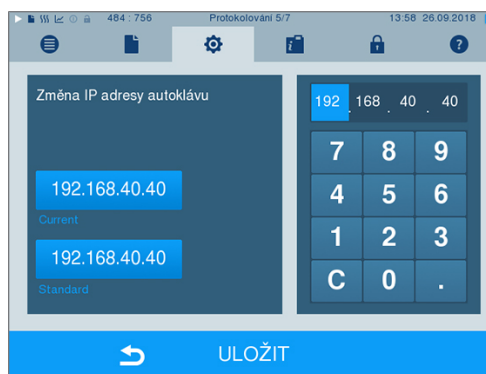 484 : 756 Protokolování 5/7 13:58 26.09.2018
Změna IP adresy autoklávu
192.168.40.40
Current
192.168.40.40
Standard
192 . 168 . 40 . 40
7 8 9
4 5 6
1 2 3
C 0 .
ULOŽIT